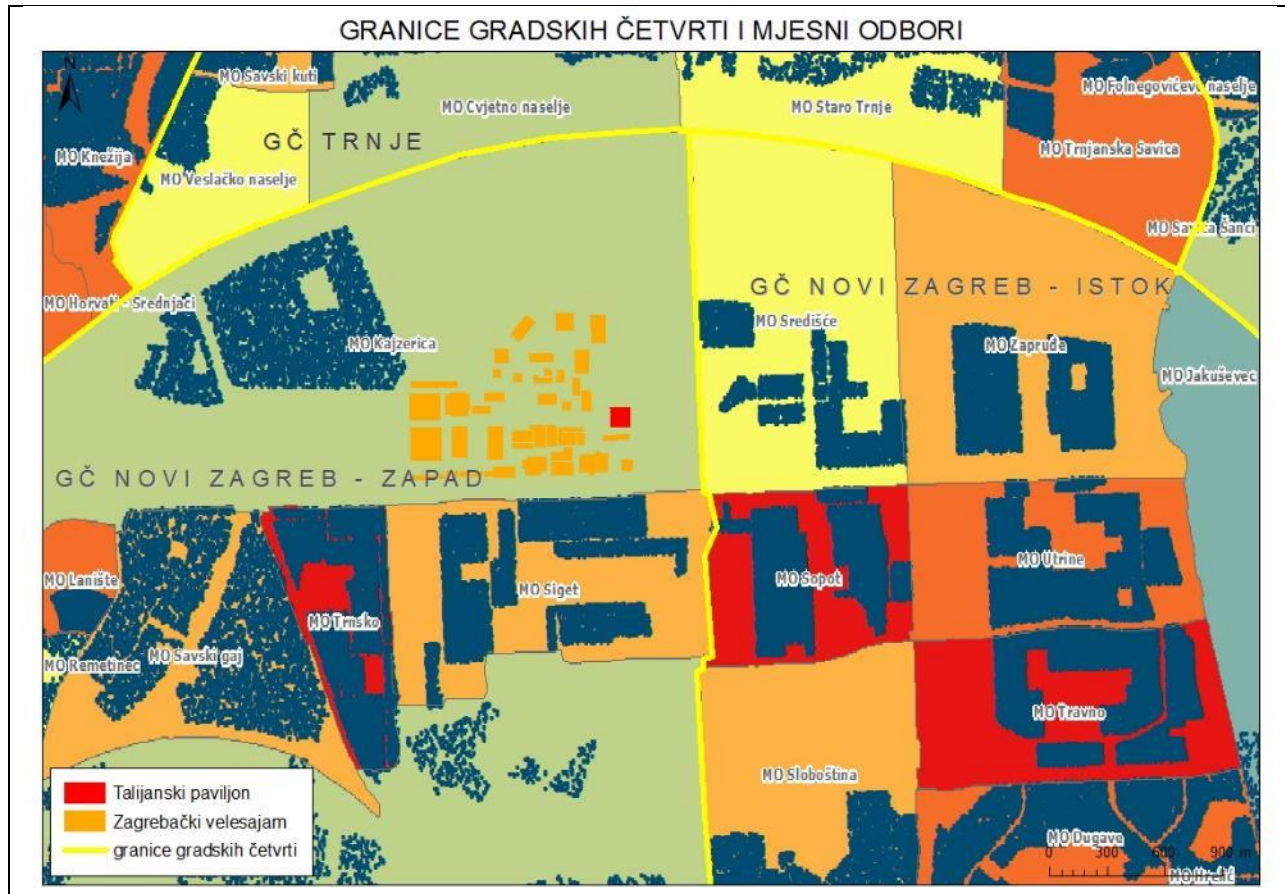 GRANICE GRADSKIH ČETVRTI I MJESNI ODBORI
N
MO Savski kuti
MO Cvjetno naselje
MO Staro Trnje
MO Folnegovićevo naselje
GČ TRNJE
MO Knežija
MO Trnjanska Savica
MO Veslačko naselje
MO Savica Šanci
GČ NOVI ZAGREB - ISTOK
MO Horvati - Srednjaci
MO Središće
MO Kajzerica
MO Zapruđe
MO Jakuševec
GČ NOVI ZAGREB - ZAPAD
MO Lanište
MO Siget
MO Sopot
MO Utrine
MO Trnsko
MO Remetinec
MO Savski gaj
MO Travno
MO Sloboština
Talijanski paviljon
Zagrebački velesajam
granice gradskih četvrti
MO Dugave
0 300 600 900 m
MO Hrelić